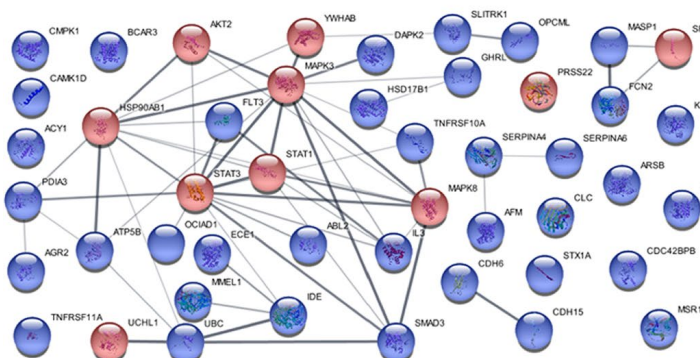 CMPK1
BCAR3
AKT2
YWHAB
DAPK2
SLITRK1
OPCML
MASP1
CAMK1D
MAPK3
GHRL
PRSS22
FCN2
HSP90AB1
FLT3
HSD17B1
ACY1
TNFRSF10A
SERPINA4
SERPINA6
STAT1
STAT3
ARSB
PDIA3
MAPK8
CLC
ATP5B
OCIAD1
ABL2
IL3
AFM
AGR2
ECE1
CDH6
STX1A
CDC42BPB
MMEL1
IDE
TNFRSF11A
UCHL1
UBC
SMAD3
CDH15
MSR1